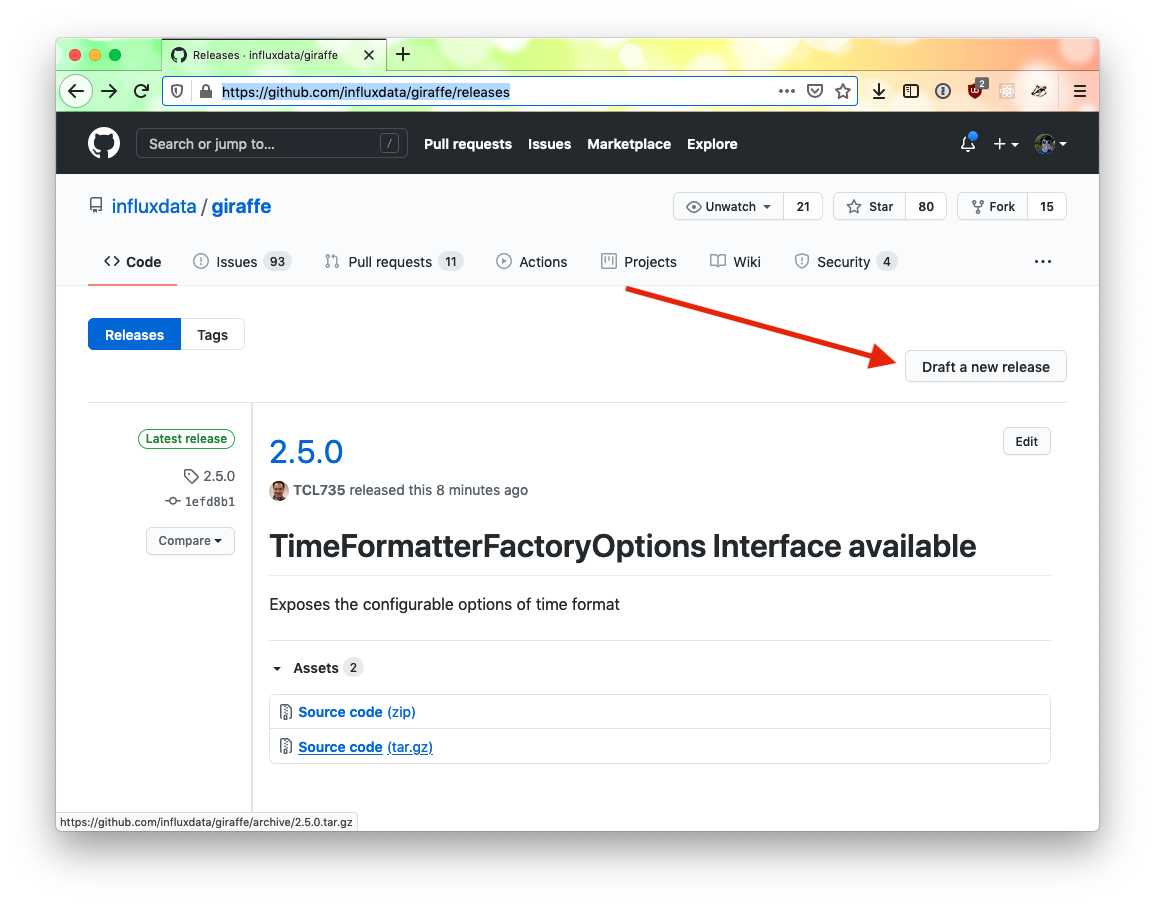 Releases · influxdata/giraffe
https://github.com/influxdata/giraffe/releases
2
Search or jump to... /
Pull requests Issues Marketplace Explore
influxdata / giraffe
Unwatch 21 Star 80 Fork 15
Code Issues 93 Pull requests 11 Actions Projects Wiki Security 4
Releases Tags
Draft a new release
Latest release
2.5.0
1efd8b1
Compare
2.5.0
Edit
TCL735 released this 8 minutes ago
TimeFormatterFactoryOptions Interface available
Exposes the configurable options of time format
Assets 2
Source code (zip)
Source code (tar.gz)
https://github.com/influxdata/giraffe/archive/2.5.0.tar.gz